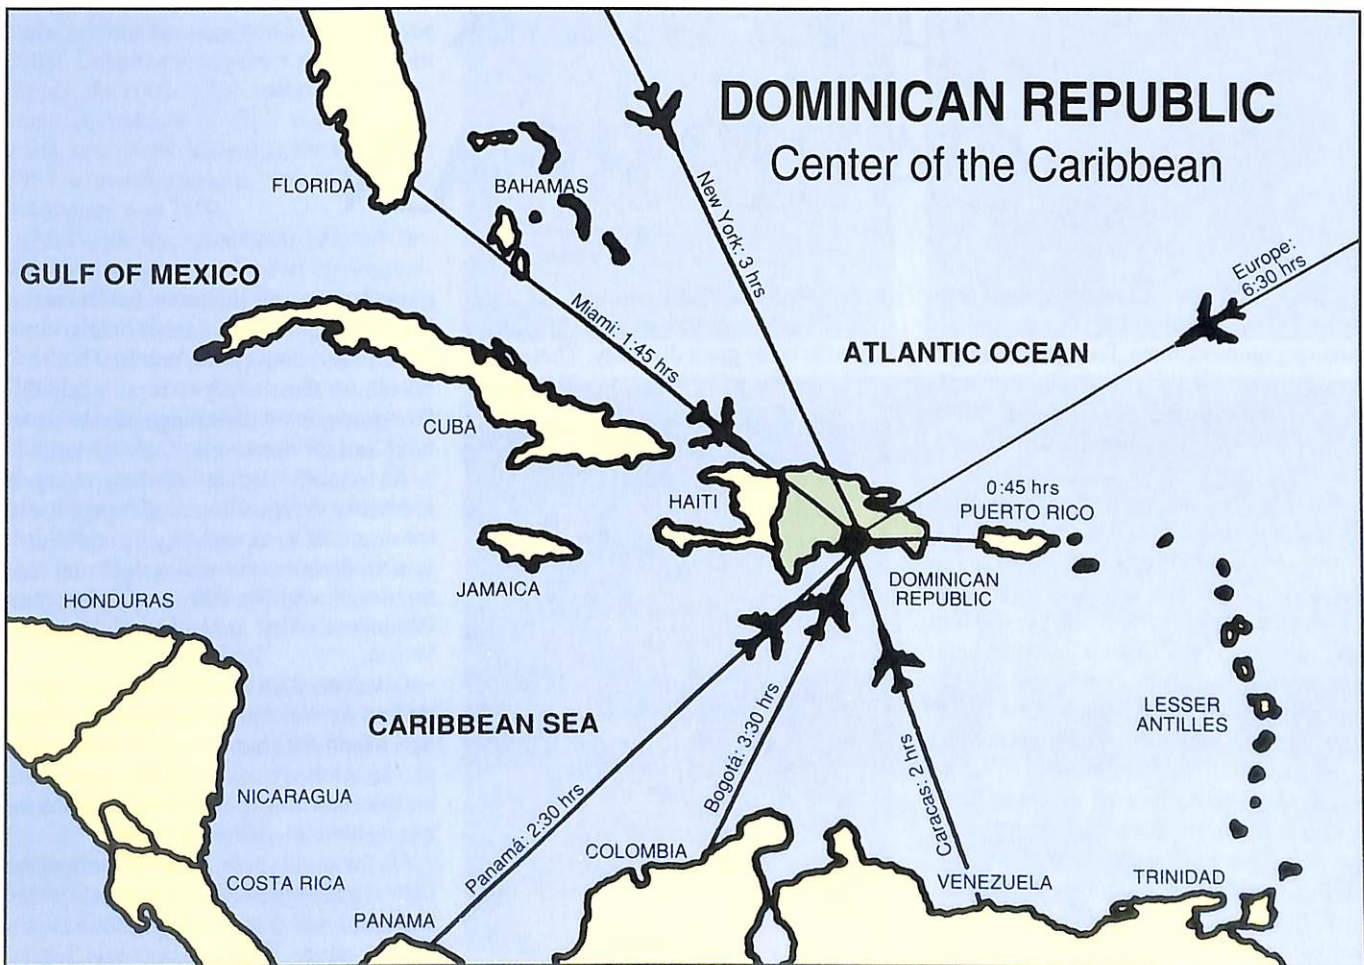 DOMINICAN REPUBLIC
Center of the Caribbean
FLORIDA
BAHAMAS
New York: 3 hrs
Europe:
6:30 hrs
GULF OF MEXICO
Miami: 1:45 hrs
ATLANTIC OCEAN
CUBA
HAITI
0:45 hrs
PUERTO RICO
JAMAICA
DOMINICAN
REPUBLIC
HONDURAS
LESSER
ANTILLES
CARIBBEAN SEA
Bogotá: 3:30 hrs
Caracas: 2 hrs
NICARAGUA
Panamá: 2:30 hrs
COLOMBIA
COSTA RICA
VENEZUELA
TRINIDAD
PANAMA